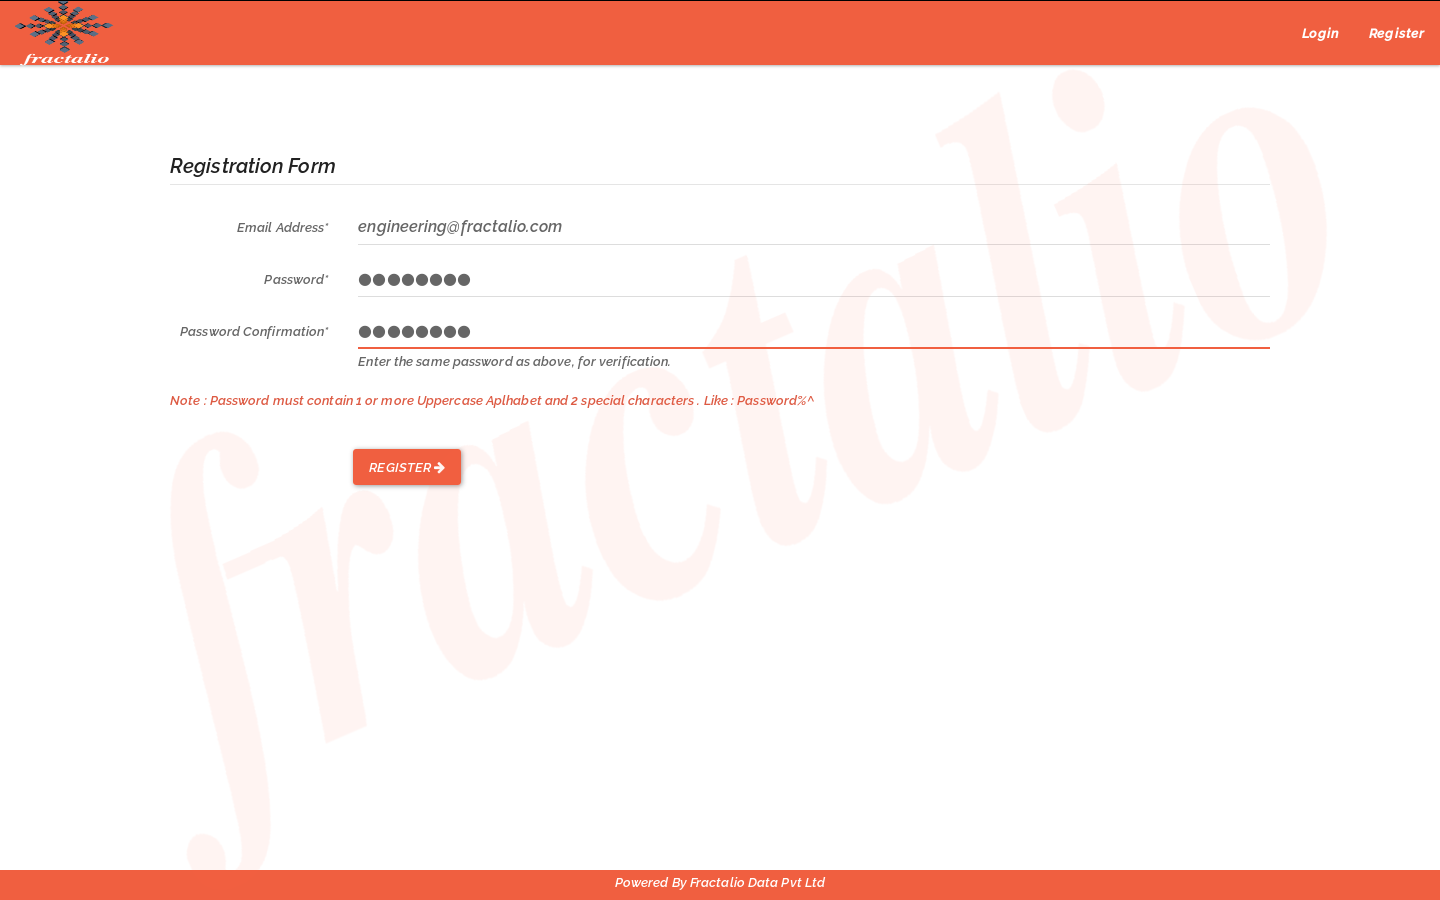 fractalio
Login Register
Registration Form
Email Address* engineering@fractalio.com
Password* ●●●●●●●●
Password Confirmation* ●●●●●●●●
Enter the same password as above, for verification.
Note : Password must contain 1 or more Uppercase Aplhabet and 2 special characters . Like : Password%^
REGISTER
fractalio
Powered By Fractalio Data Pvt Ltd